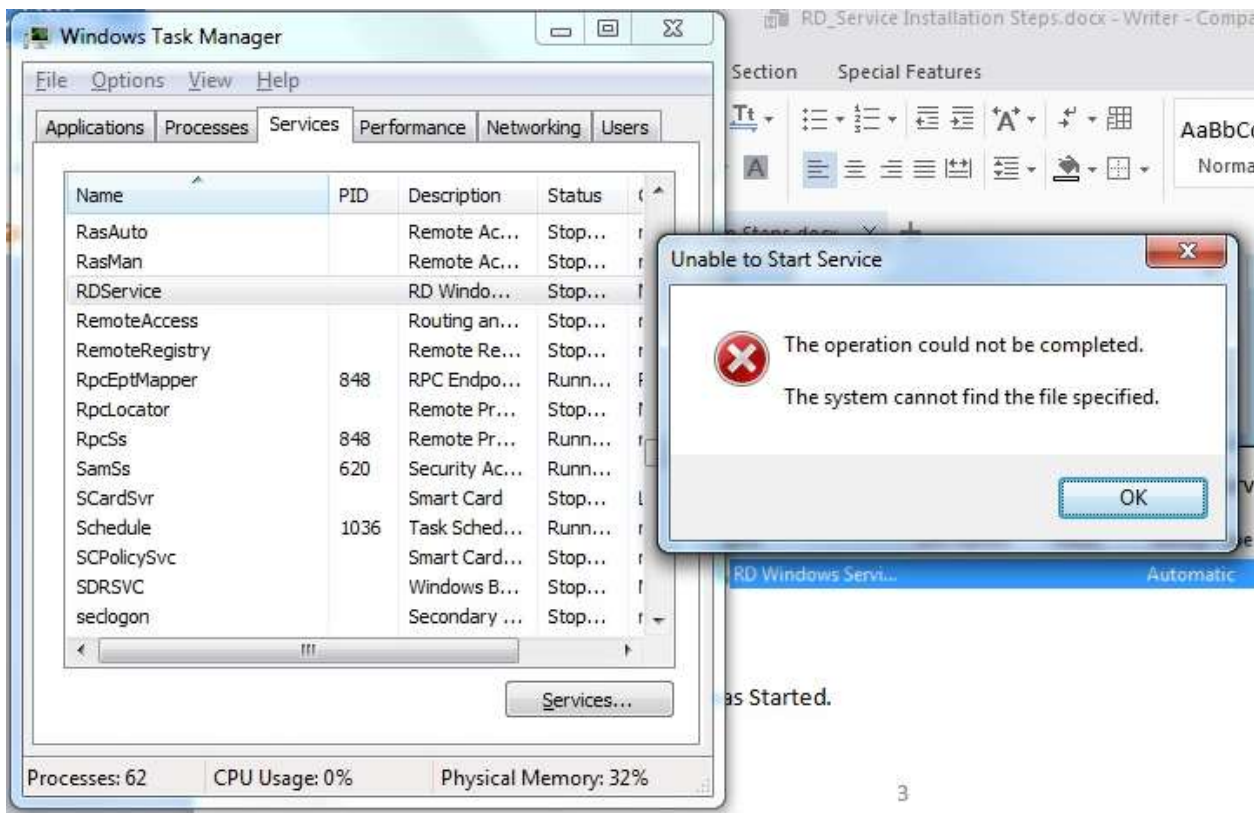 Windows Task Manager
File Options View Help
Applications Processes Services Performance Networking Users
Name PID Description Status
RasAuto Remote Ac... Stop...
RasMan Remote Ac... Stop...
RDService RD Windo... Stop...
RemoteAccess Routing an... Stop...
RemoteRegistry Remote Re... Stop...
RpcEptMapper 848 RPC Endpo... Runn...
RpcLocator Remote Pr... Stop...
RpcSs 848 Remote Pr... Runn...
SamSs 620 Security Ac... Runn...
SCardSvr Smart Card Stop...
Schedule 1036 Task Sched... Runn...
SCPolicySvc Smart Card... Stop...
SDRSVC Windows B... Stop...
seclogon Secondary ... Stop...
Services...
Processes: 62 CPU Usage: 0% Physical Memory: 32%
RD_Service Installation Steps.docx - Writer - Compa
Section Special Features
AaBbC
Norma
Steps.docx
Unable to Start Service
The operation could not be completed.
The system cannot find the file specified.
OK
RD Windows Servi... Automatic
as Started.
3